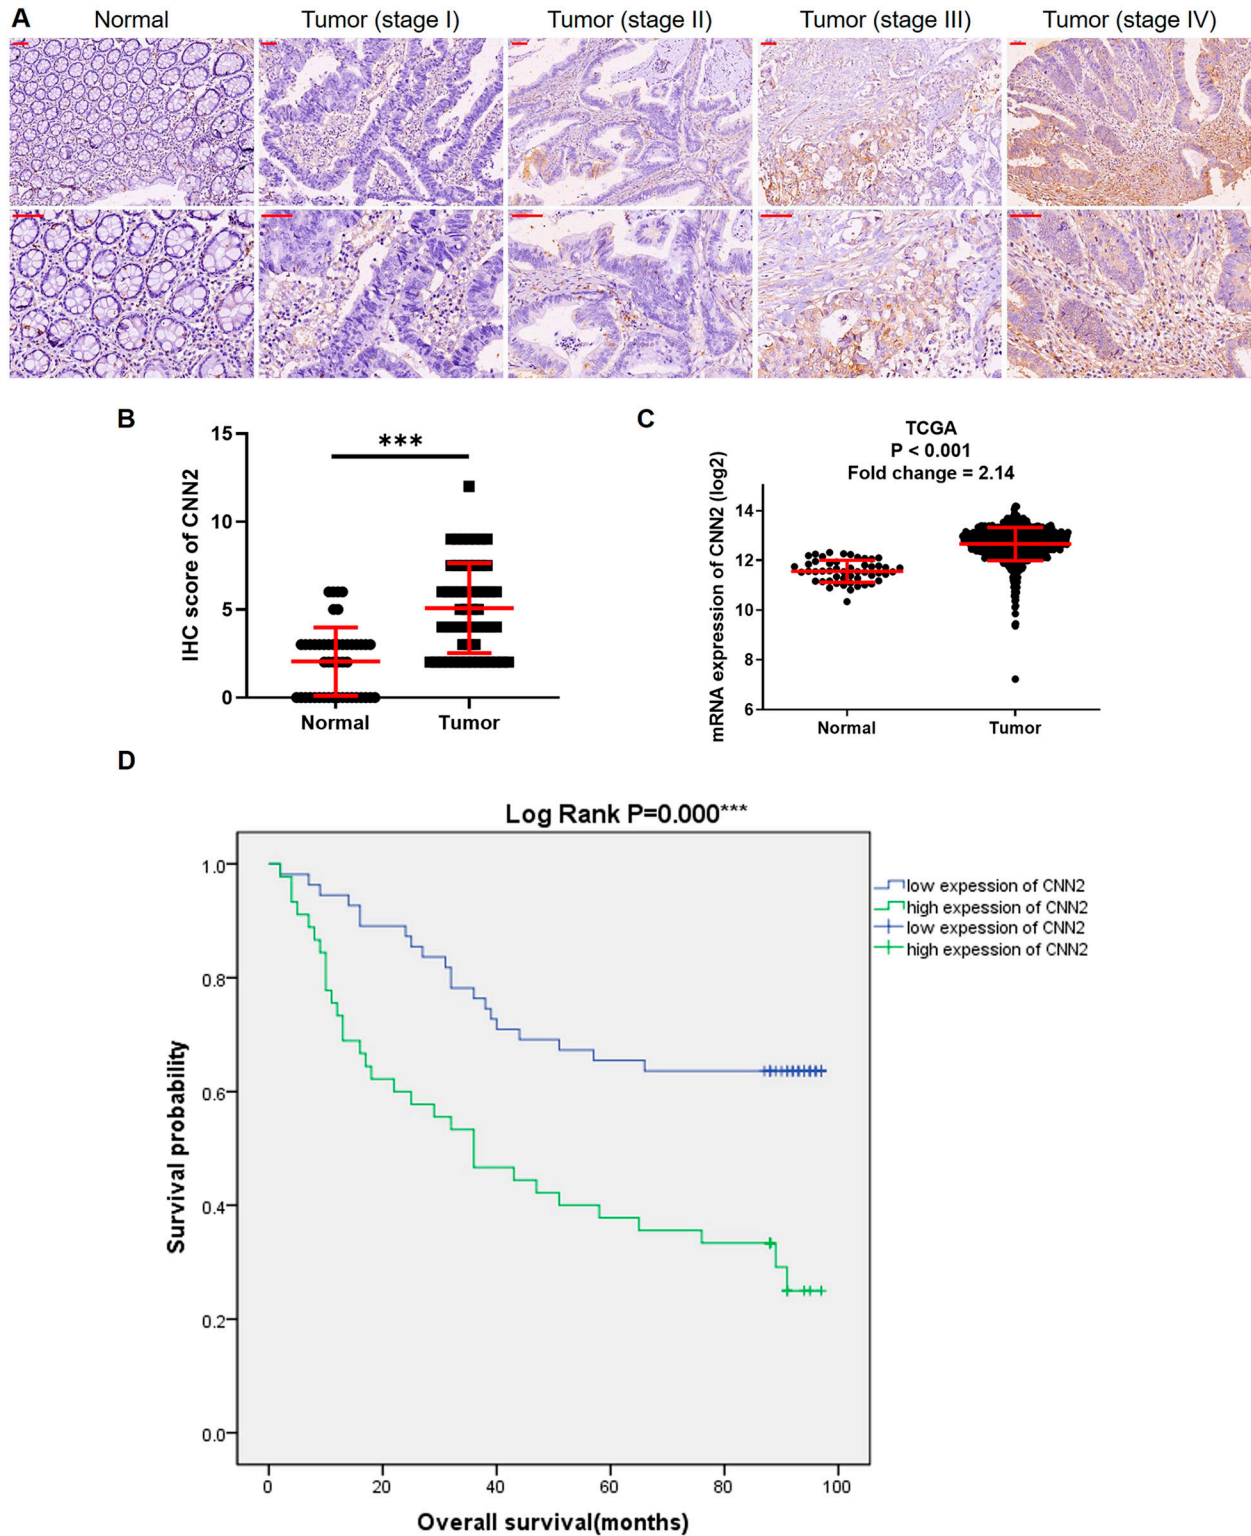 A
Normal
Tumor (stage I)
Tumor (stage II)
Tumor (stage III)
Tumor (stage IV)
B
IHC score of CNN2
15
10
5
0
***
Normal
Tumor
C
TCGA
P < 0.001
Fold change = 2.14
mRNA expression of CNN2 (log2)
14
12
10
8
6
Normal
Tumor
D
Log Rank P=0.000***
Survival probability
1.0
0.8
0.6
0.4
0.2
0.0
0
20
40
60
80
100
Overall survival(months)
low expession of CNN2
high expession of CNN2
low expession of CNN2
high expession of CNN2